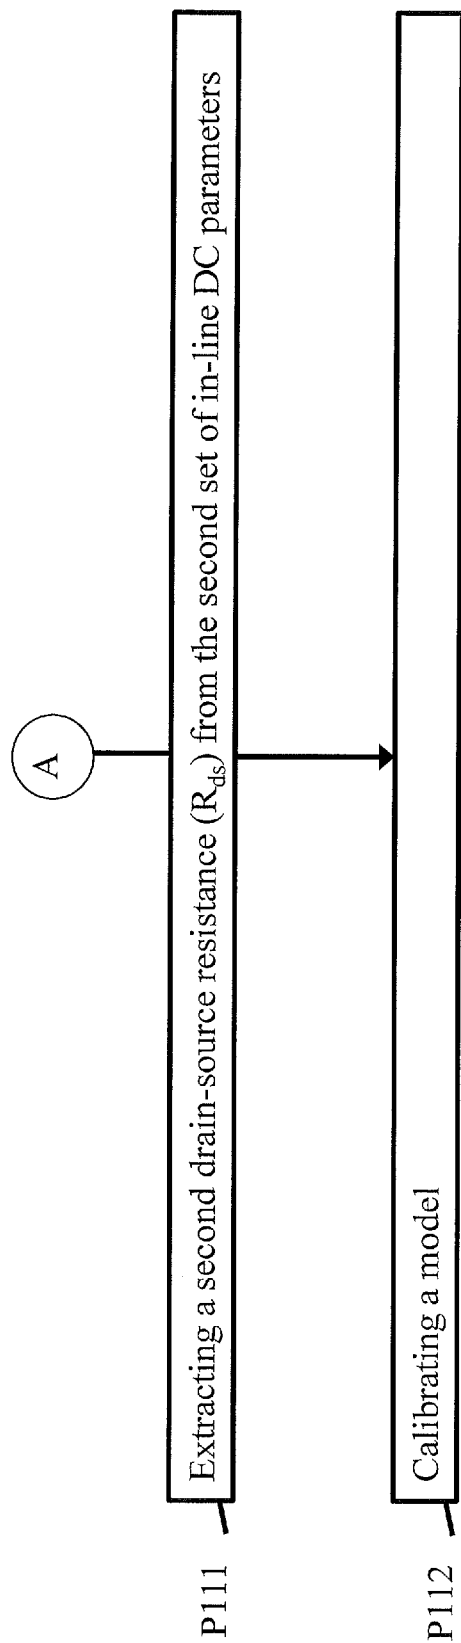 A
P111 Extracting a second drain-source resistance (R_ds) from the second set of in-line DC parameters
P112 Calibrating a model